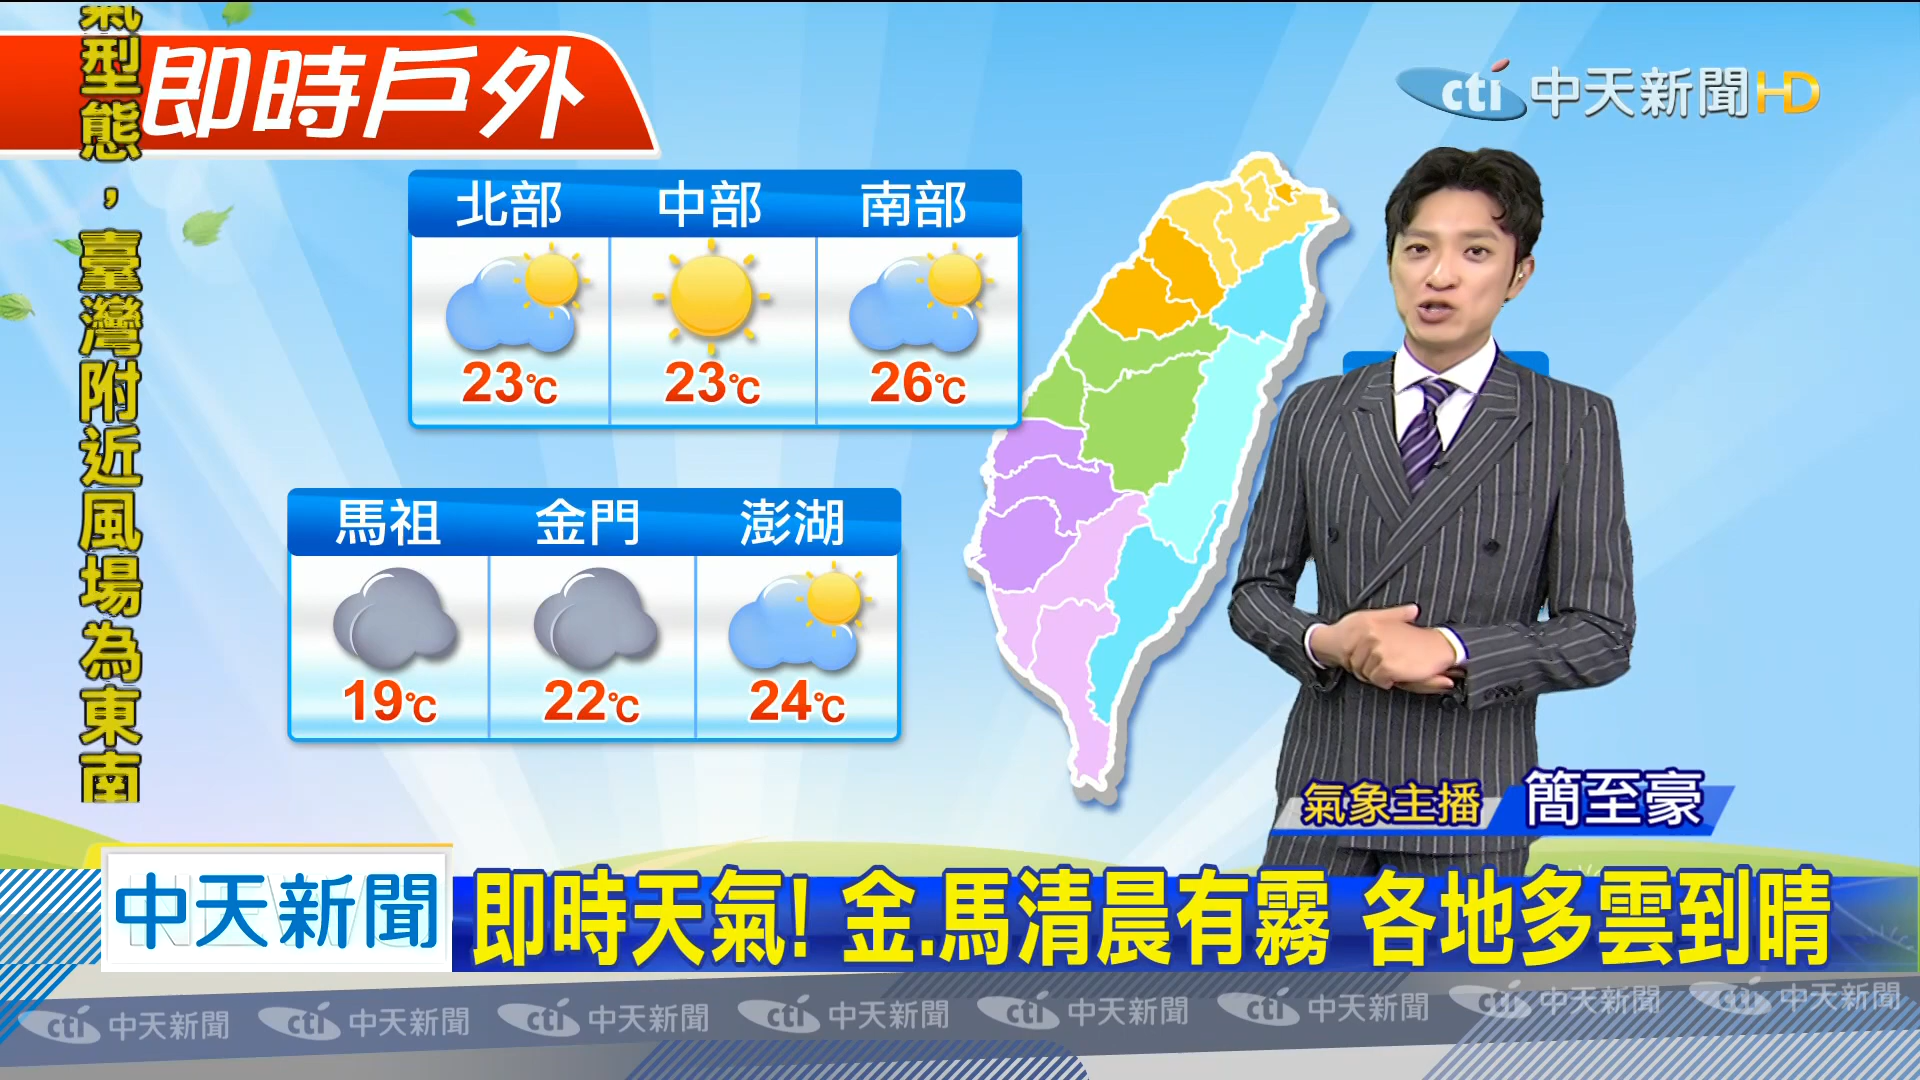 氣型態，臺灣附近風場為東南
即時戶外
cti 中天新聞HD
北部 中部 南部
23°C 23°C 26°C
馬祖 金門 澎湖
19°C 22°C 24°C
氣象主播 簡至豪
中天新聞
即時天氣! 金.馬清晨有霧 各地多雲到晴
cti 中天新聞 cti 中天新聞 cti 中天新聞 cti 中天新聞 cti 中天新聞 cti 中天新聞 cti 中天新聞 cti 中天新聞